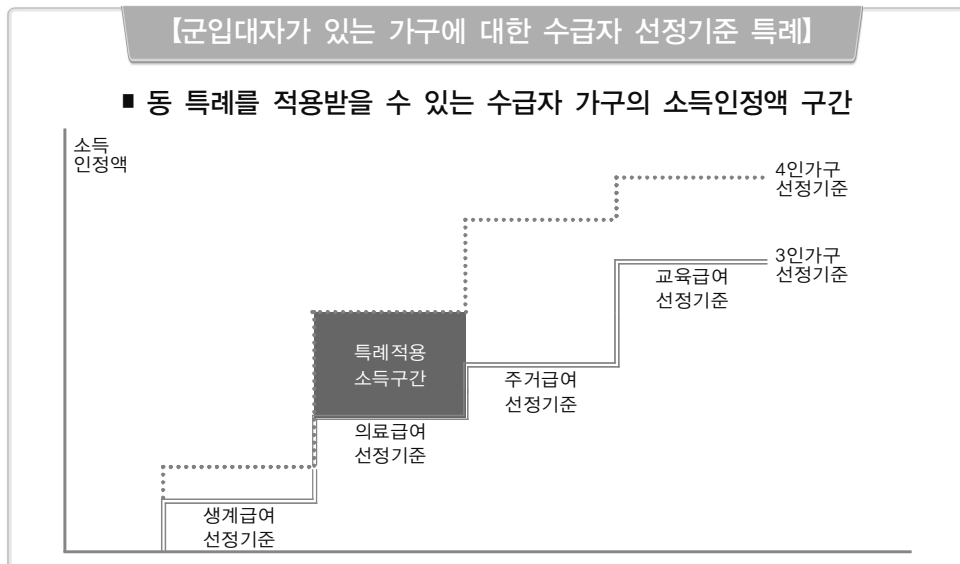 【군입대자가 있는 가구에 대한 수급자 선정기준 특례】
■ 동 특례를 적용받을 수 있는 수급자 가구의 소득인정액 구간
소득
인정액
4인가구
선정기준
3인가구
선정기준
교육급여
선정기준
특례적용
소득구간
주거급여
선정기준
의료급여
선정기준
생계급여
선정기준